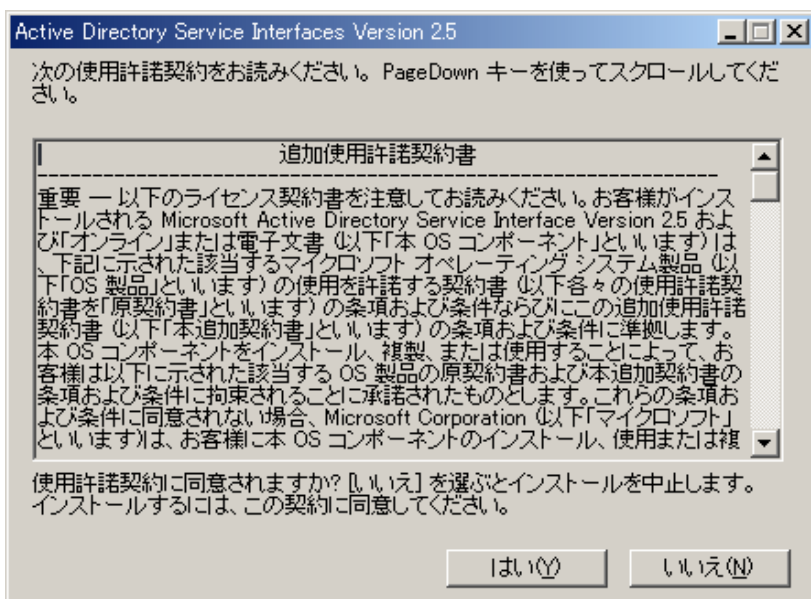 Active Directory Service Interfaces Version 2.5
次の使用許諾契約をお読みください。PageDown キーを使ってスクロールしてくだ
さい。
追加使用許諾契約書
--------------------------------------------------------------------
重要 — 以下のライセンス契約書を注意してお読みください。お客様がインス
トールされる Microsoft Active Directory Service Interface Version 2.5 およ
び「オンライン」または電子文書 (以下「本 OS コンポーネント」といいます) は
、下記に示された該当するマイクロソフト オペレーティング システム製品 (以
下「OS 製品」といいます) の使用を許諾する契約書 (以下各々の使用許諾契
約書を「原契約書」といいます) の条項および条件ならびにこの追加使用許諾
契約書 (以下「本追加契約書」といいます) の条項および条件に準拠します。
本 OS コンポーネントをインストール、複製、または使用することによって、お
客様は以下に示された該当する OS 製品の原契約書および本追加契約書の
条項および条件に拘束されることに承諾されたものとします。これらの条項お
よび条件に同意されない場合、Microsoft Corporation (以下「マイクロソフト」
といいます)は、お客様に本 OS コンポーネントのインストール、使用または複
使用許諾契約に同意されますか? [いいえ] を選ぶとインストールを中止します。
インストールするには、この契約に同意してください。
はい(Y)
いいえ(N)